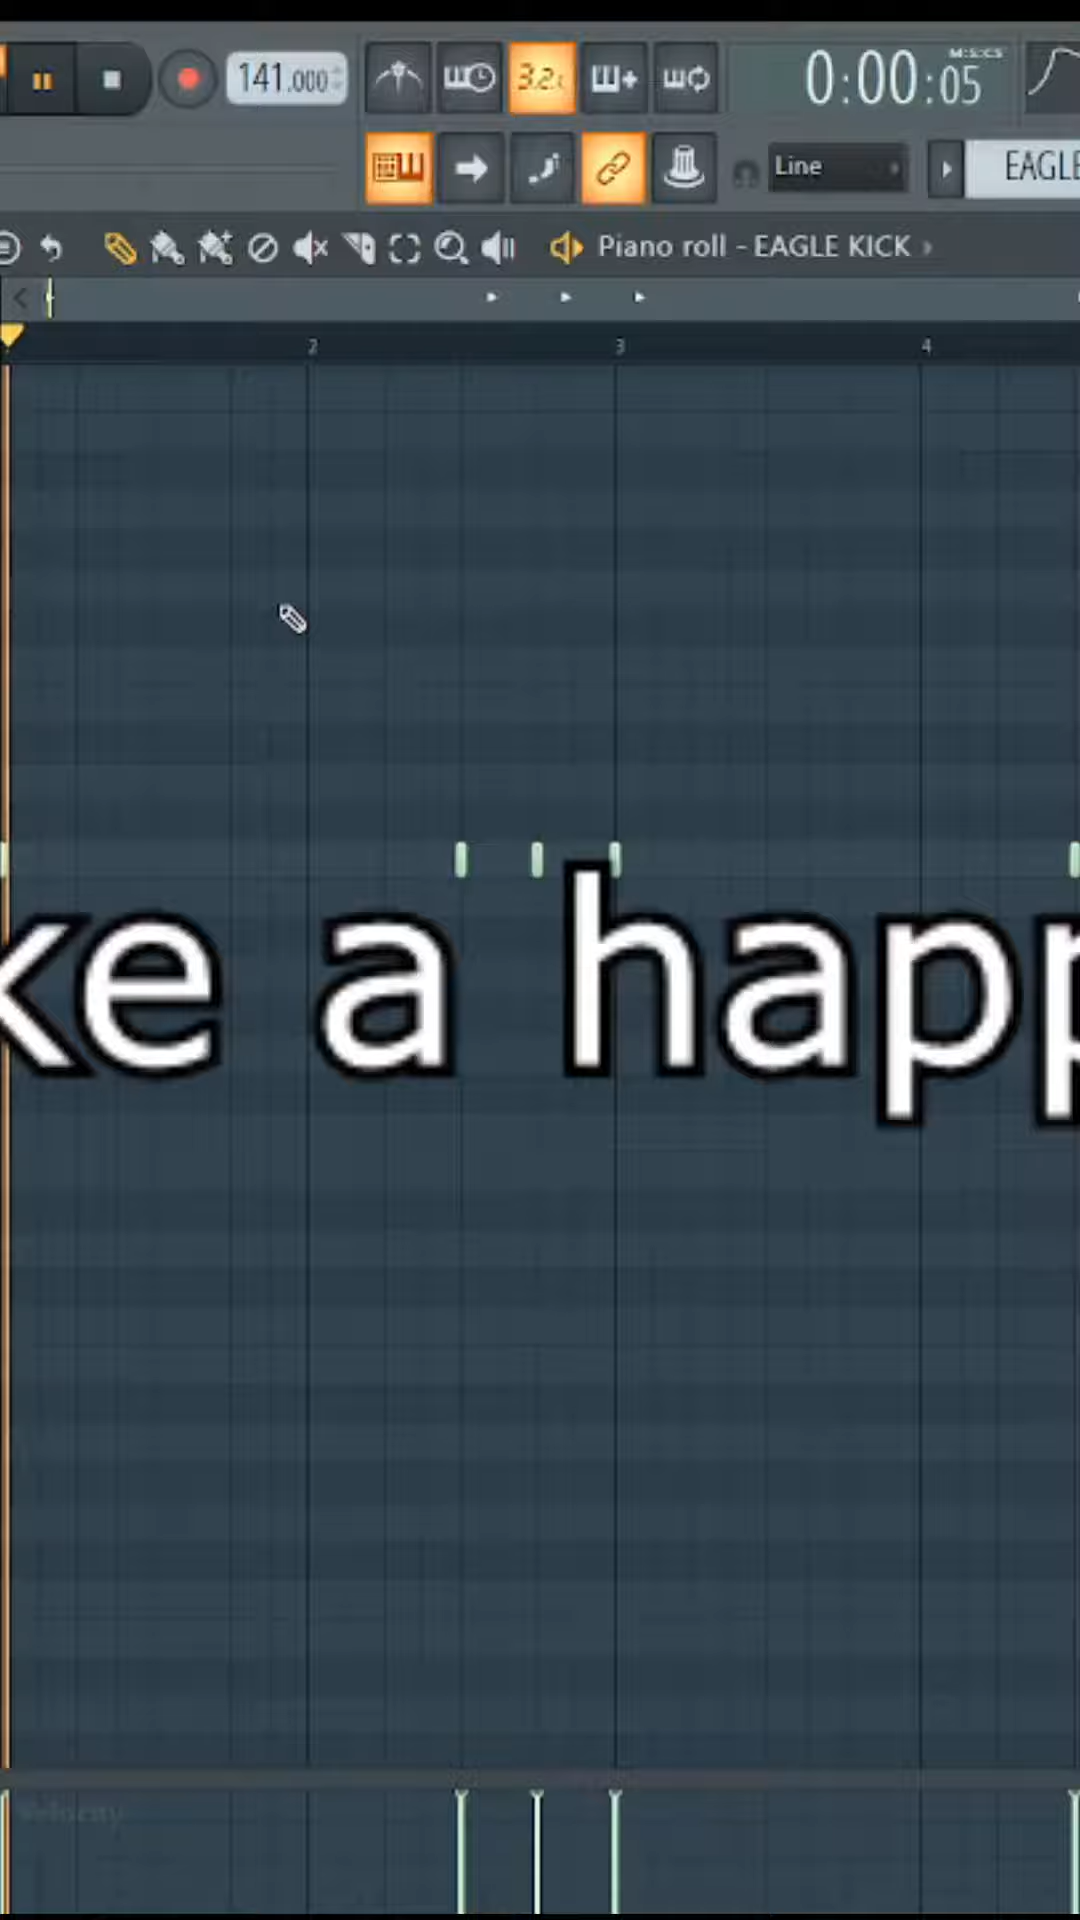 141.000
3.2.
M:S:CS
0:00:05
Line
EAGLE
Piano roll - EAGLE KICK
2
3
4
ke a happ
Velocity